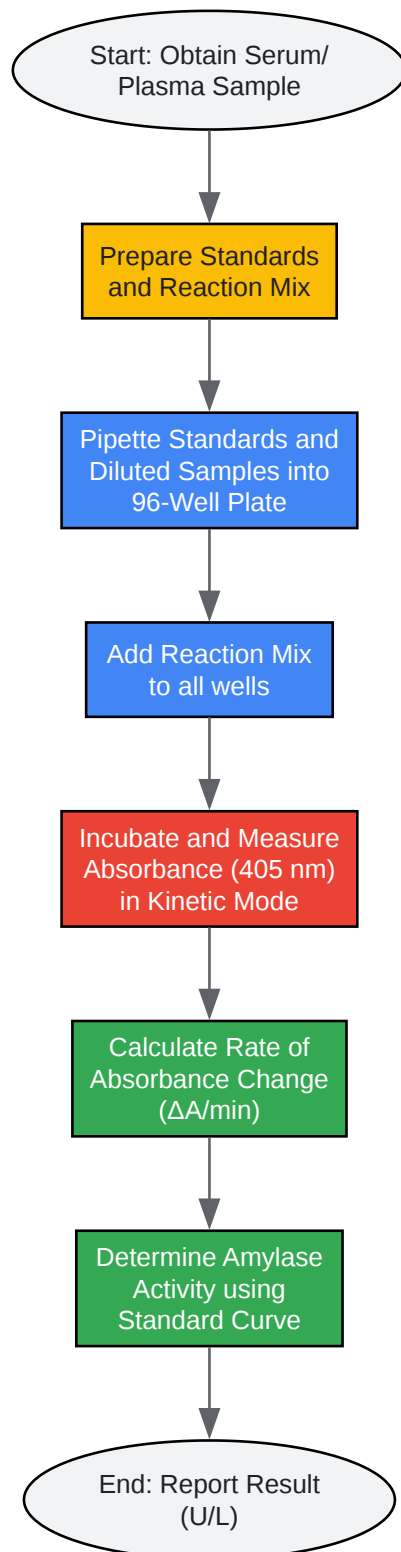 Start: Obtain Serum/
Plasma Sample
Prepare Standards
and Reaction Mix
Pipette Standards and
Diluted Samples into
96-Well Plate
Add Reaction Mix
to all wells
Incubate and Measure
Absorbance (405 nm)
in Kinetic Mode
Calculate Rate of
Absorbance Change
(ΔA/min)
Determine Amylase
Activity using
Standard Curve
End: Report Result
(U/L)